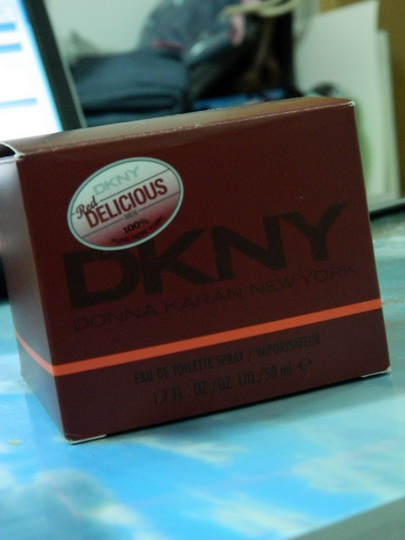 DKNY
Red
DELICIOUS
MEN
100%
DKNY
DONNA KARAN NEW YORK
EAU DE TOILETTE SPRAY / VAPORISATEUR
1.7 FL. OZ./OZ. LIQ./50 ml e